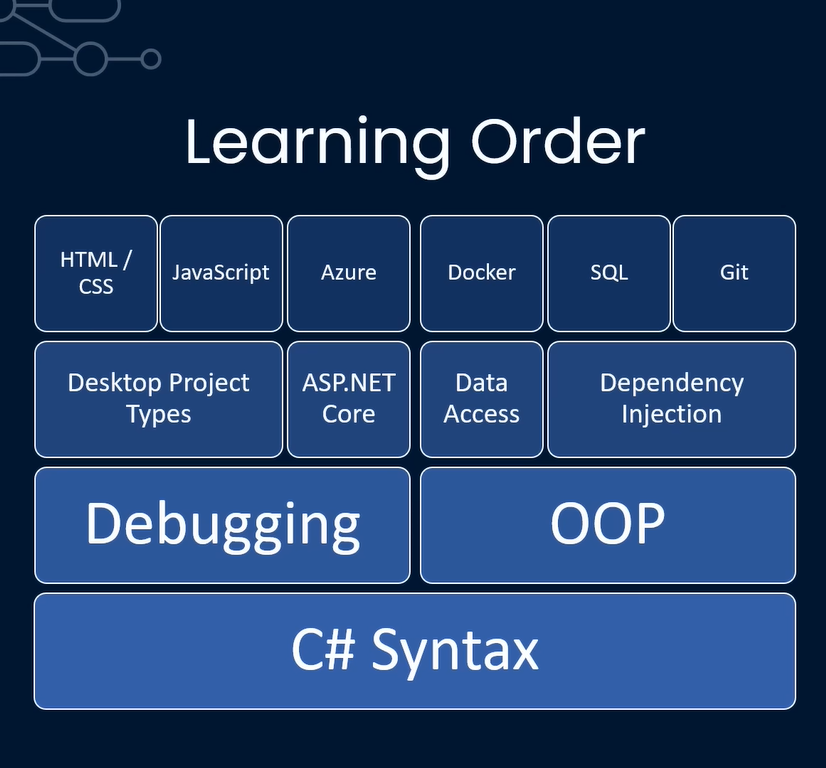 Learning Order
HTML /
CSS
JavaScript
Azure
Docker
SQL
Git
Desktop Project
Types
ASP.NET
Core
Data
Access
Dependency
Injection
Debugging
OOP
C# Syntax